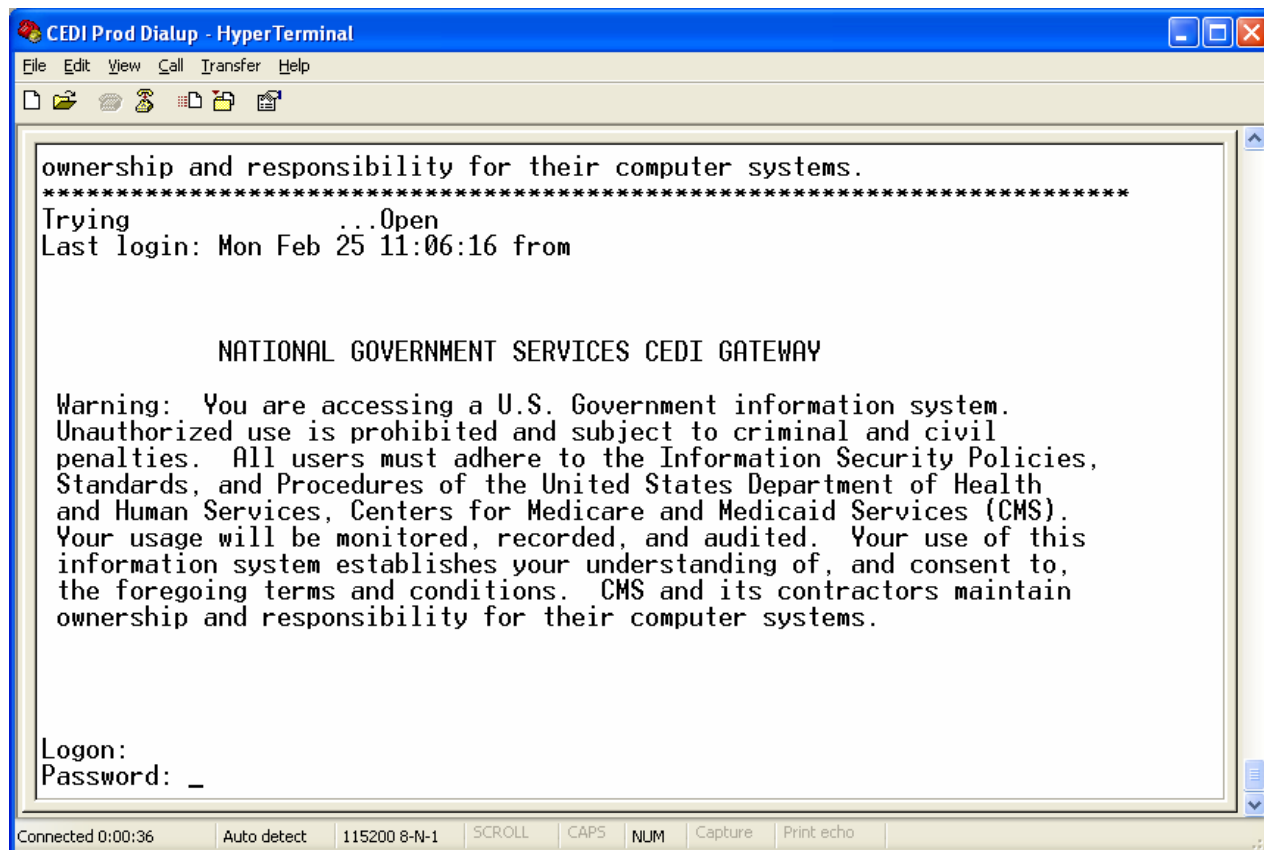 CEDI Prod Dialup - HyperTerminal
File Edit View Call Transfer Help
ownership and responsibility for their computer systems.
**************************************************************************
Trying ...Open
Last login: Mon Feb 25 11:06:16 from
NATIONAL GOVERNMENT SERVICES CEDI GATEWAY
Warning: You are accessing a U.S. Government information system.
Unauthorized use is prohibited and subject to criminal and civil
penalties. All users must adhere to the Information Security Policies,
Standards, and Procedures of the United States Department of Health
and Human Services, Centers for Medicare and Medicaid Services (CMS).
Your usage will be monitored, recorded, and audited. Your use of this
information system establishes your understanding of, and consent to,
the foregoing terms and conditions. CMS and its contractors maintain
ownership and responsibility for their computer systems.
Logon:
Password: _
Connected 0:00:36 Auto detect 115200 8-N-1 SCROLL CAPS NUM Capture Print echo